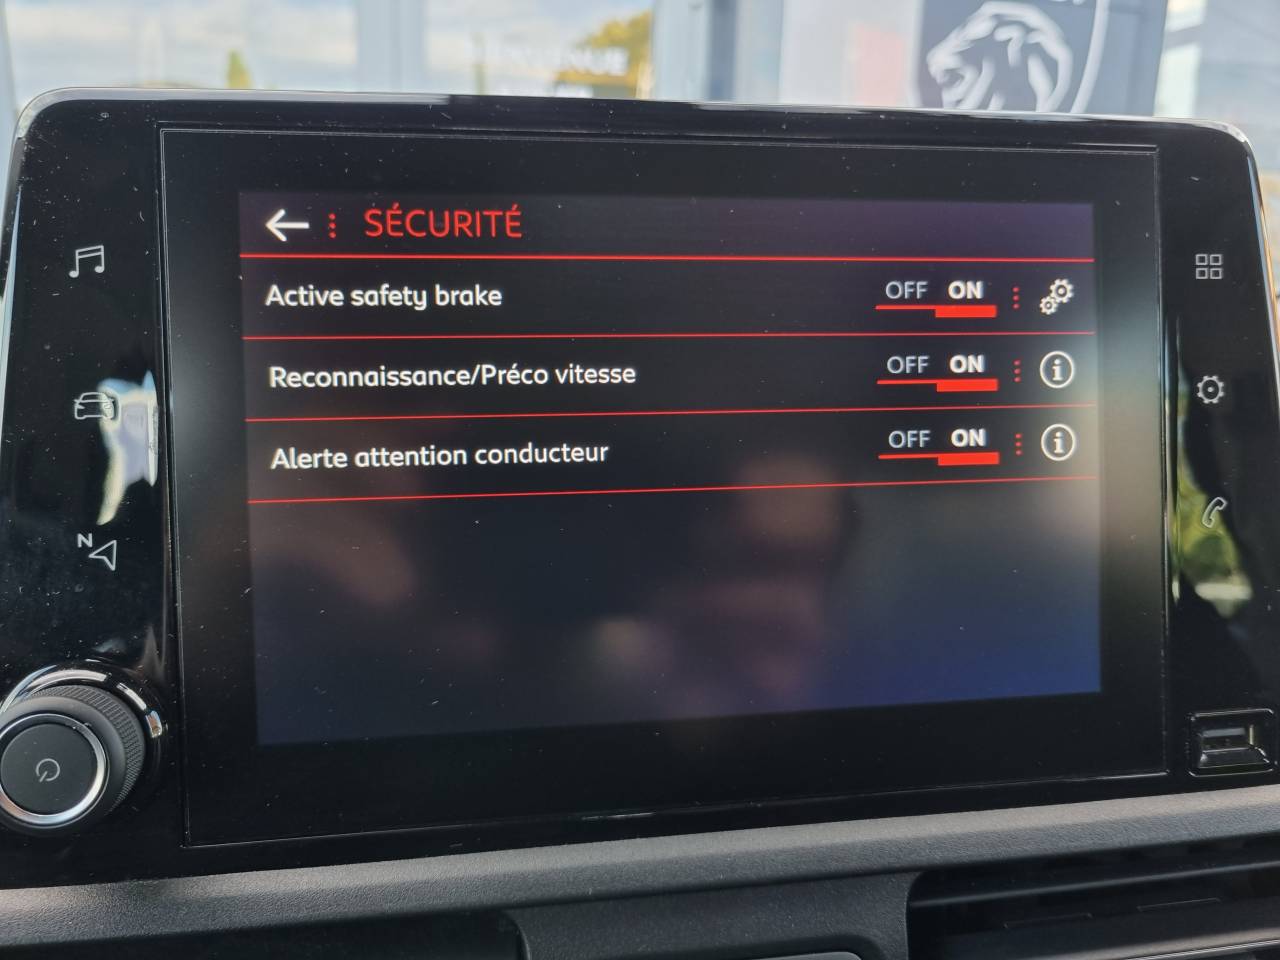 SÉCURITÉ
Active safety brake OFF ON
Reconnaissance/Préco vitesse OFF ON
Alerte attention conducteur OFF ON
N